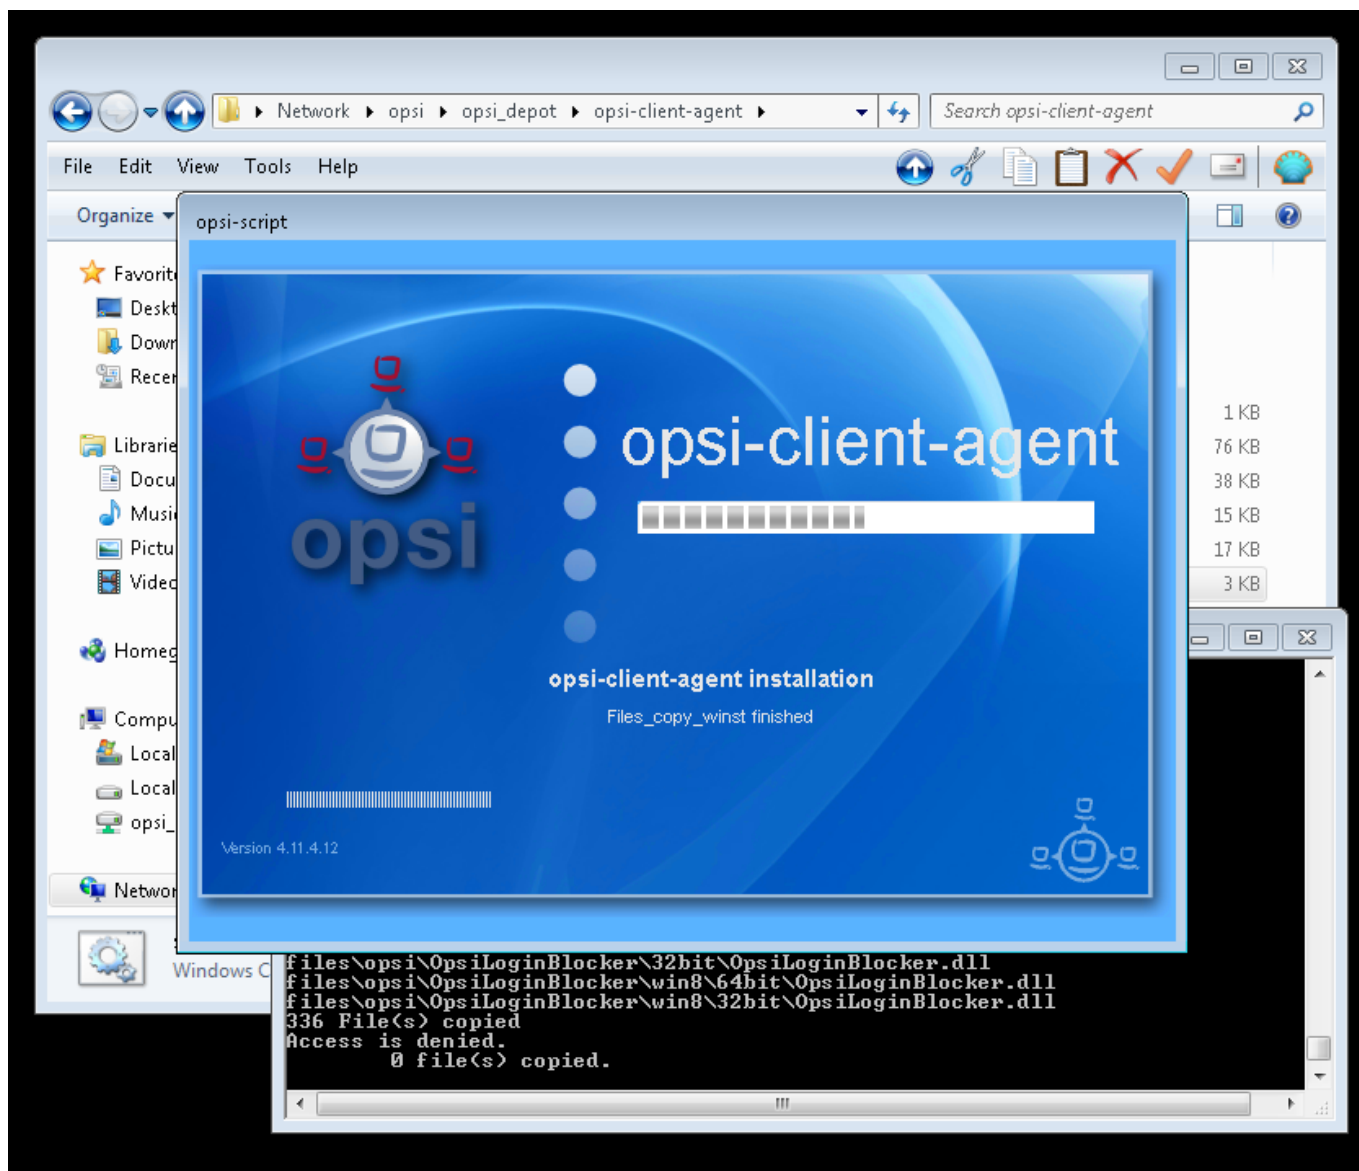 Network opsi opsi_depot opsi-client-agent
Search opsi-client-agent
File Edit View Tools Help
Organize
opsi-script
Favorit
Deskt
Down
Recer
Librarie
Docu
Musi
Pictu
Videc
Homeg
Compu
Local
Local
opsi_
Networ
1 KB
76 KB
38 KB
15 KB
17 KB
3 KB
opsi
opsi-client-agent
opsi-client-agent installation
Files_copy_winst finished
Version 4.11.4.12
Windows C
files\opsi\OpsiLoginBlocker\32bit\OpsiLoginBlocker.dll
files\opsi\OpsiLoginBlocker\win8\64bit\OpsiLoginBlocker.dll
files\opsi\OpsiLoginBlocker\win8\32bit\OpsiLoginBlocker.dll
336 File(s) copied
Access is denied.
0 file(s) copied.